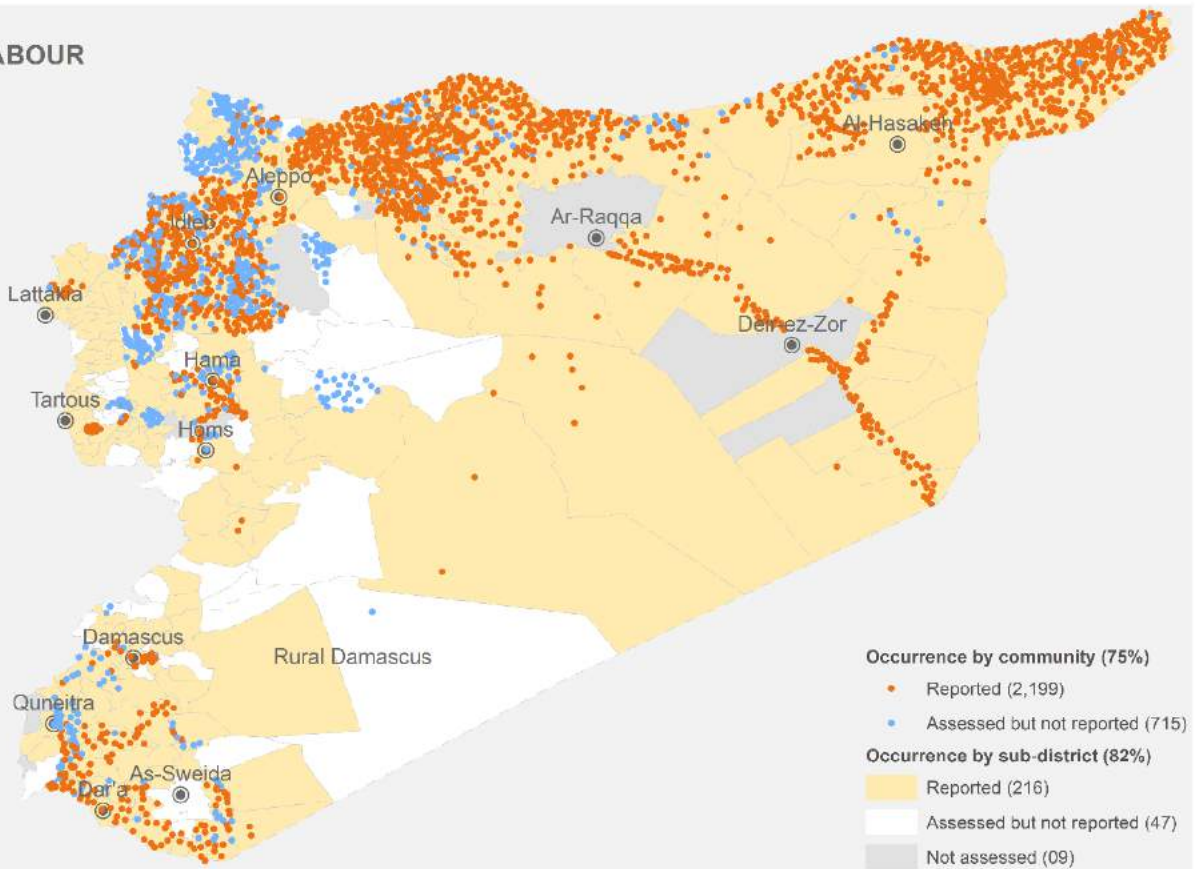 ABOUR
Al-Hasakeh
Aleppo
Ar-Raqqa
Idleb
Lattakia
Deir-ez-Zor
Hama
Tartous
Homs
Damascus
Rural Damascus
Quneitra
As-Sweida
Dar'a
Occurrence by community (75%)
Reported (2,199)
Assessed but not reported (715)
Occurrence by sub-district (82%)
Reported (216)
Assessed but not reported (47)
Not assessed (09)